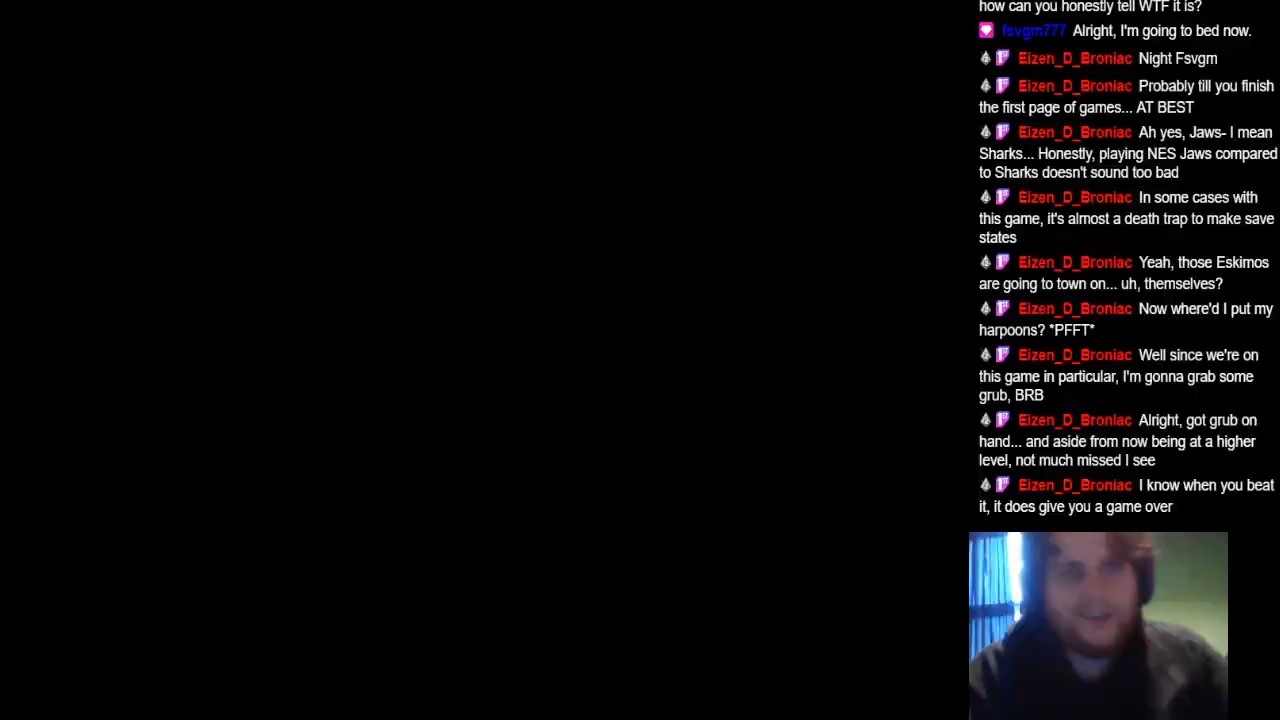 how can you honestly tell WTF it is?
fsvgm777 Alright, I'm going to bed now.
Eizen_D_Broniac Night Fsvgm
Eizen_D_Broniac Probably till you finish
the first page of games... AT BEST
Eizen_D_Broniac Ah yes, Jaws- I mean
Sharks... Honestly, playing NES Jaws compared
to Sharks doesn't sound too bad
Eizen_D_Broniac In some cases with
this game, it's almost a death trap to make save
states
Eizen_D_Broniac Yeah, those Eskimos
are going to town on... uh, themselves?
Eizen_D_Broniac Now where'd I put my
harpoons? *PFFT*
Eizen_D_Broniac Well since we're on
this game in particular, I'm gonna grab some
grub, BRB
Eizen_D_Broniac Alright, got grub on
hand... and aside from now being at a higher
level, not much missed I see
Eizen_D_Broniac I know when you beat
it, it does give you a game over